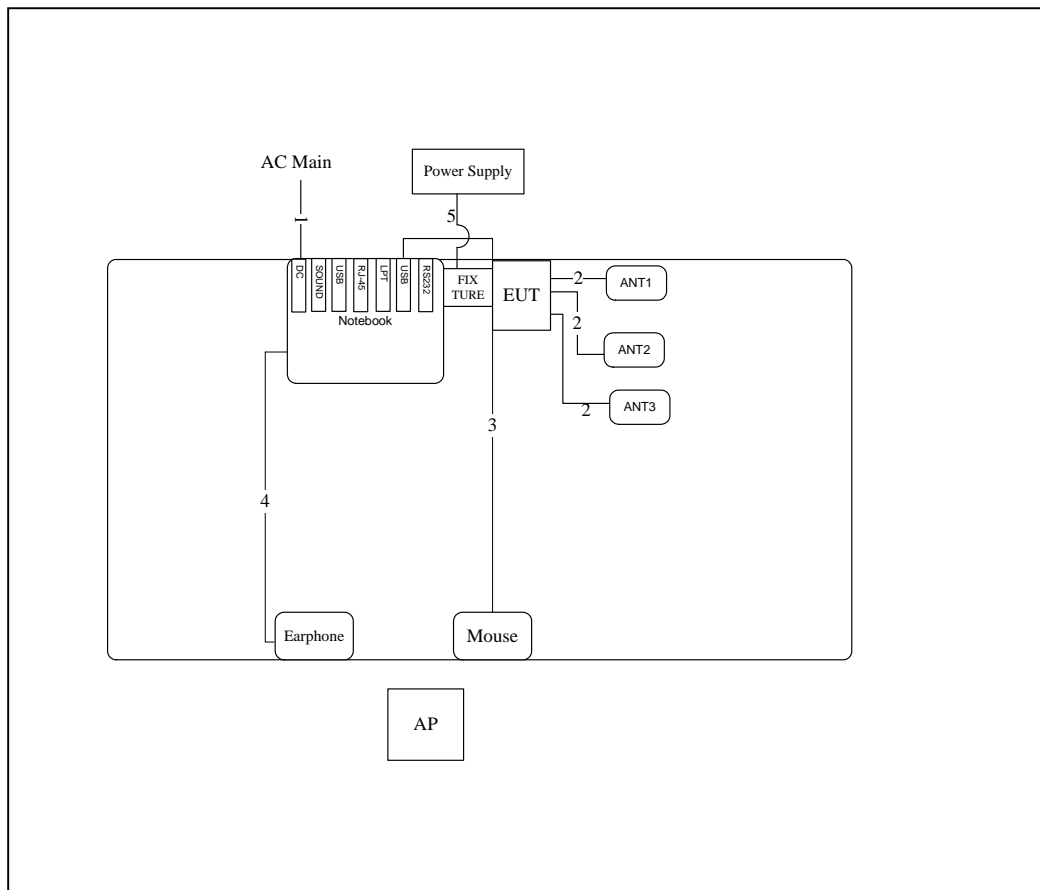 AC Main
Power Supply
1
5
DC
SOUND
USB
RJ-45
LPT
USB
RS232
Notebook
FIX
TURE
EUT
2
ANT1
2
ANT2
2
ANT3
3
4
Earphone
Mouse
AP